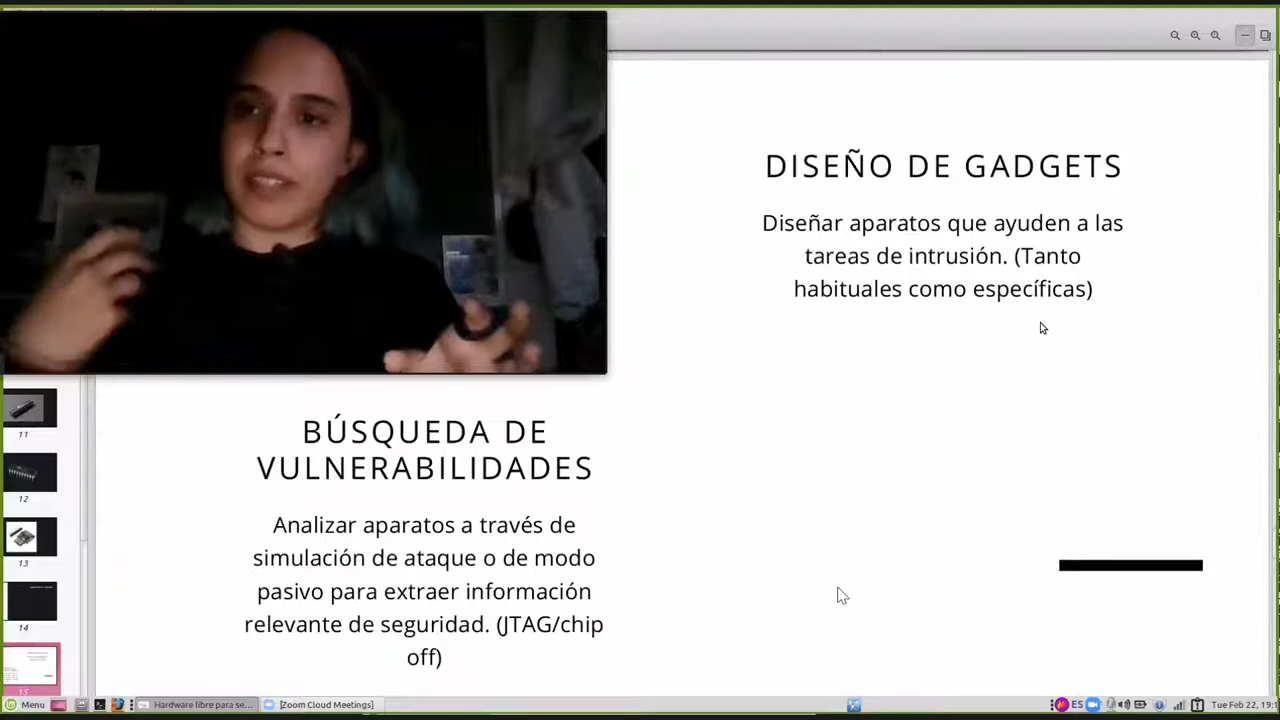 DISEÑO DE GADGETS
Diseñar aparatos que ayuden a las
tareas de intrusión. (Tanto
habituales como específicas)
BÚSQUEDA DE
VULNERABILIDADES
Analizar aparatos a través de
simulación de ataque o de modo
pasivo para extraer información
relevante de seguridad. (JTAG/chip
off)
11
12
13
14
15
Menu
Hardware libre para se...
[Zoom Cloud Meetings]
ES
Tue Feb 22, 19:1